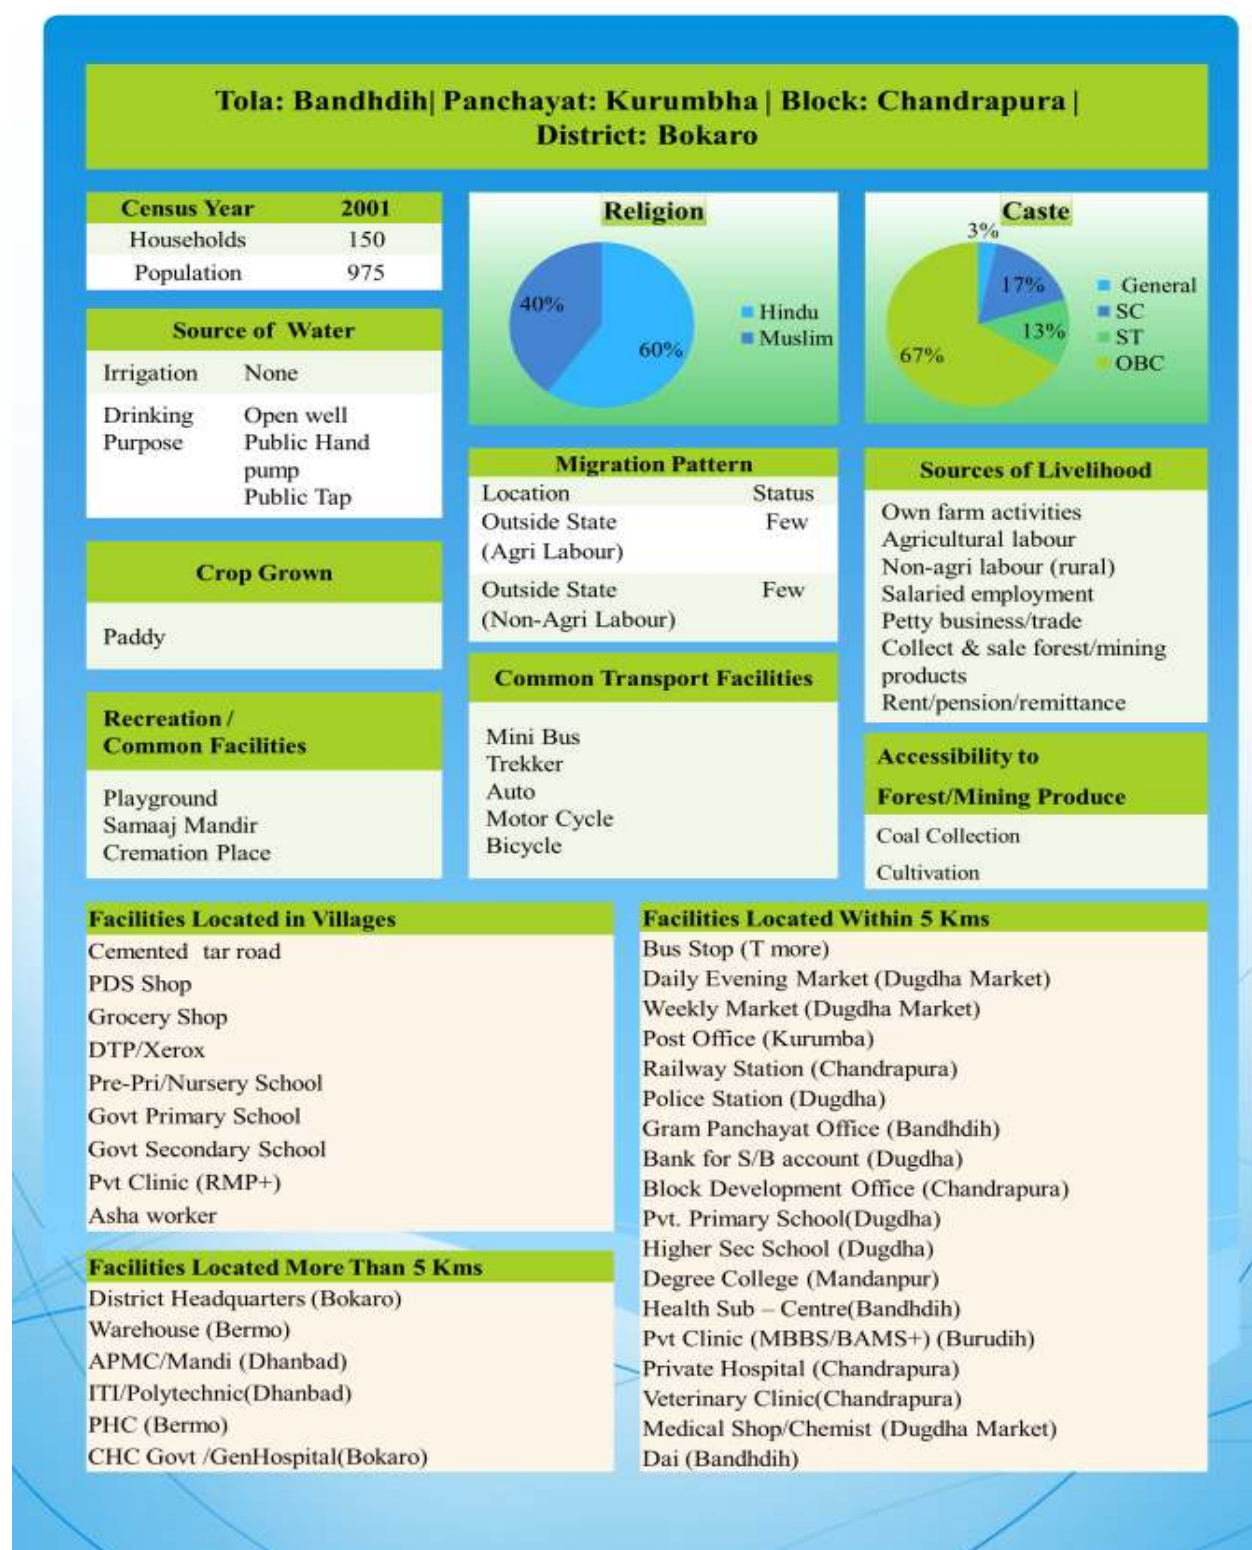 Tola: Bandhdih| Panchayat: Kurumbha | Block: Chandrapura |
District: Bokaro
Census Year 2001
Households 150
Population 975
Source of Water
Irrigation None
Drinking Open well
Purpose Public Hand
pump
Public Tap
Crop Grown
Paddy
Recreation /
Common Facilities
Playground
Samaaj Mandir
Cremation Place
Religion
40%
60%
Hindu
Muslim
Migration Pattern
Location Status
Outside State Few
(Agri Labour)
Outside State Few
(Non-Agri Labour)
Common Transport Facilities
Mini Bus
Trekker
Auto
Motor Cycle
Bicycle
Caste
3%
17%
13%
67%
General
SC
ST
OBC
Sources of Livelihood
Own farm activities
Agricultural labour
Non-agri labour (rural)
Salaried employment
Petty business/trade
Collect & sale forest/mining
products
Rent/pension/remittance
Accessibility to
Forest/Mining Produce
Coal Collection
Cultivation
Facilities Located in Villages
Cemented tar road
PDS Shop
Grocery Shop
DTP/Xerox
Pre-Pri/Nursery School
Govt Primary School
Govt Secondary School
Pvt Clinic (RMP+)
Asha worker
Facilities Located More Than 5 Kms
District Headquarters (Bokaro)
Warehouse (Bermo)
APMC/Mandi (Dhanbad)
ITI/Polytechnic(Dhanbad)
PHC (Bermo)
CHC Govt /GenHospital(Bokaro)
Facilities Located Within 5 Kms
Bus Stop (T more)
Daily Evening Market (Dugdha Market)
Weekly Market (Dugdha Market)
Post Office (Kurumba)
Railway Station (Chandrapura)
Police Station (Dugdha)
Gram Panchayat Office (Bandhdih)
Bank for S/B account (Dugdha)
Block Development Office (Chandrapura)
Pvt. Primary School(Dugdha)
Higher Sec School (Dugdha)
Degree College (Mandanpur)
Health Sub – Centre(Bandhdih)
Pvt Clinic (MBBS/BAMS+) (Burudih)
Private Hospital (Chandrapura)
Veterinary Clinic(Chandrapura)
Medical Shop/Chemist (Dugdha Market)
Dai (Bandhdih)